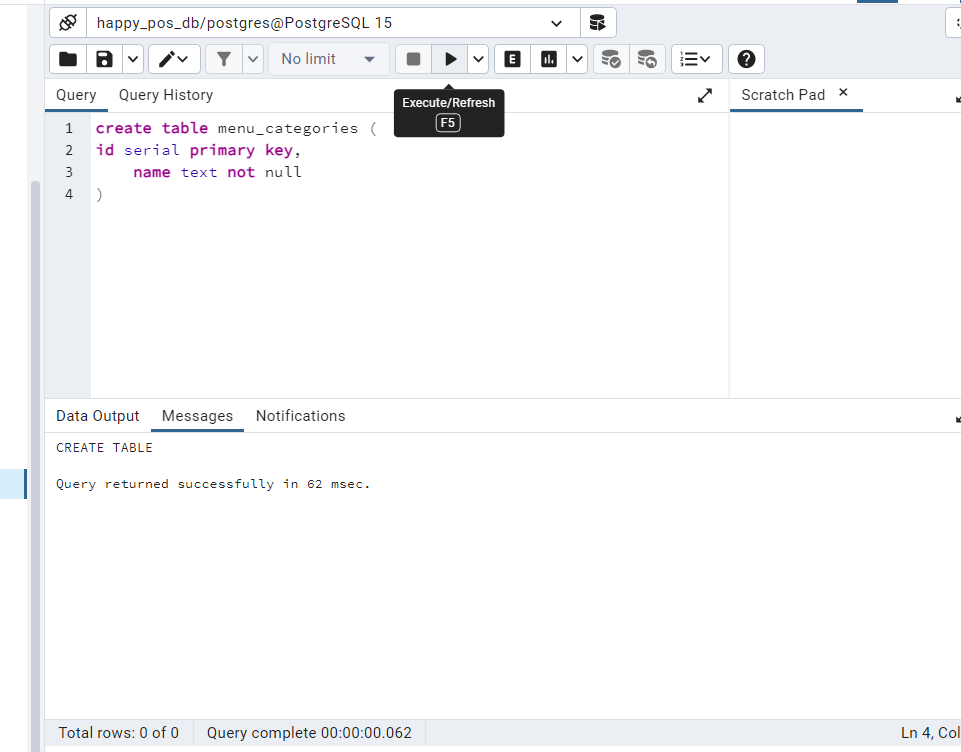 happy_pos_db/postgres@PostgreSQL 15
No limit
E
Query
Query History
Execute/Refresh
F5
Scratch Pad
1 create table menu_categories (
2 id serial primary key,
3 name text not null
4 )
Data Output
Messages
Notifications
CREATE TABLE
Query returned successfully in 62 msec.
Total rows: 0 of 0
Query complete 00:00:00.062
Ln 4, Col